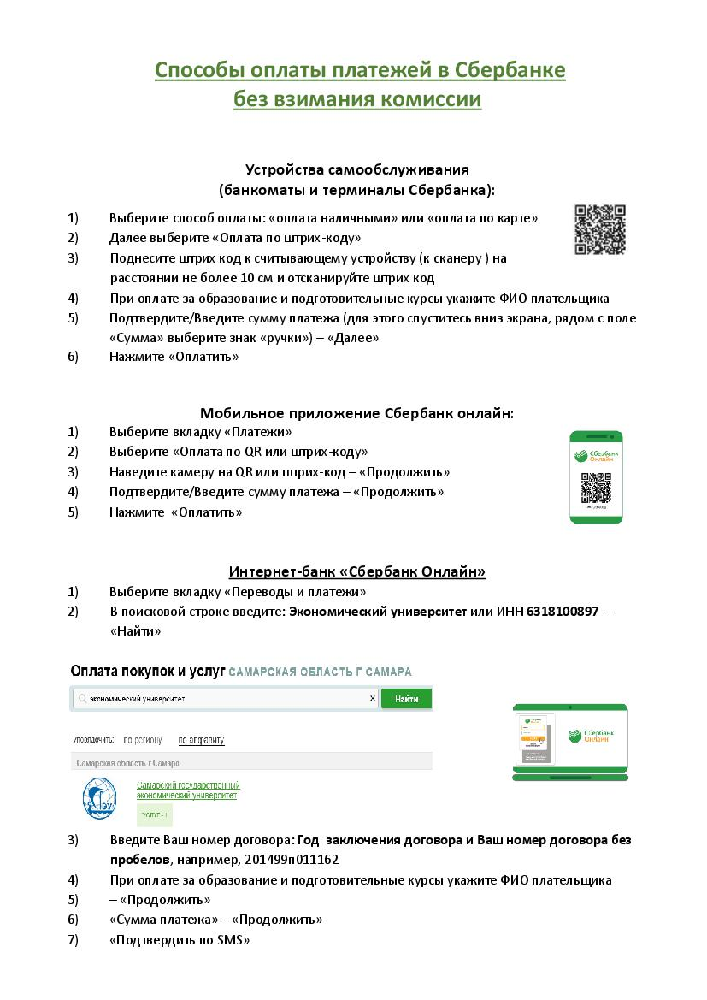 Способы оплаты платежей в Сбербанке
без взимания комиссии
Устройства самообслуживания
(банкоматы и терминалы Сбербанка):
1) Выберите способ оплаты: «оплата наличными» или «оплата по карте»
2) Далее выберите «Оплата по штрих-коду»
3) Поднесите штрих код к считывающему устройству (к сканеру ) на
расстоянии не более 10 см и отсканируйте штрих код
4) При оплате за образование и подготовительные курсы укажите ФИО плательщика
5) Подтвердите/Введите сумму платежа (для этого спуститесь вниз экрана, рядом с поле
«Сумма» выберите знак «ручки») – «Далее»
6) Нажмите «Оплатить»
Мобильное приложение Сбербанк онлайн:
1) Выберите вкладку «Платежи»
2) Выберите «Оплата по QR или штрих-коду»
3) Наведите камеру на QR или штрих-код – «Продолжить»
4) Подтвердите/Введите сумму платежа – «Продолжить»
5) Нажмите «Оплатить»
Сбербанк
Онлайн
Интернет-банк «Сбербанк Онлайн»
1) Выберите вкладку «Переводы и платежи»
2) В поисковой строке введите: Экономический университет или ИНН 6318100897 –
«Найти»
Оплата покупок и услуг САМАРСКАЯ ОБЛАСТЬ Г САМАРА
экономический университет x Найти
упорядочить: по региону по алфавиту
Самарская область г Самара
Самарский государственный
экономический университет
УСЛУГ - 1
Сбербанк
Онлайн
3) Введите Ваш номер договора: Год заключения договора и Ваш номер договора без
пробелов, например, 201499п011162
4) При оплате за образование и подготовительные курсы укажите ФИО плательщика
5) – «Продолжить»
6) «Сумма платежа» – «Продолжить»
7) «Подтвердить по SMS»